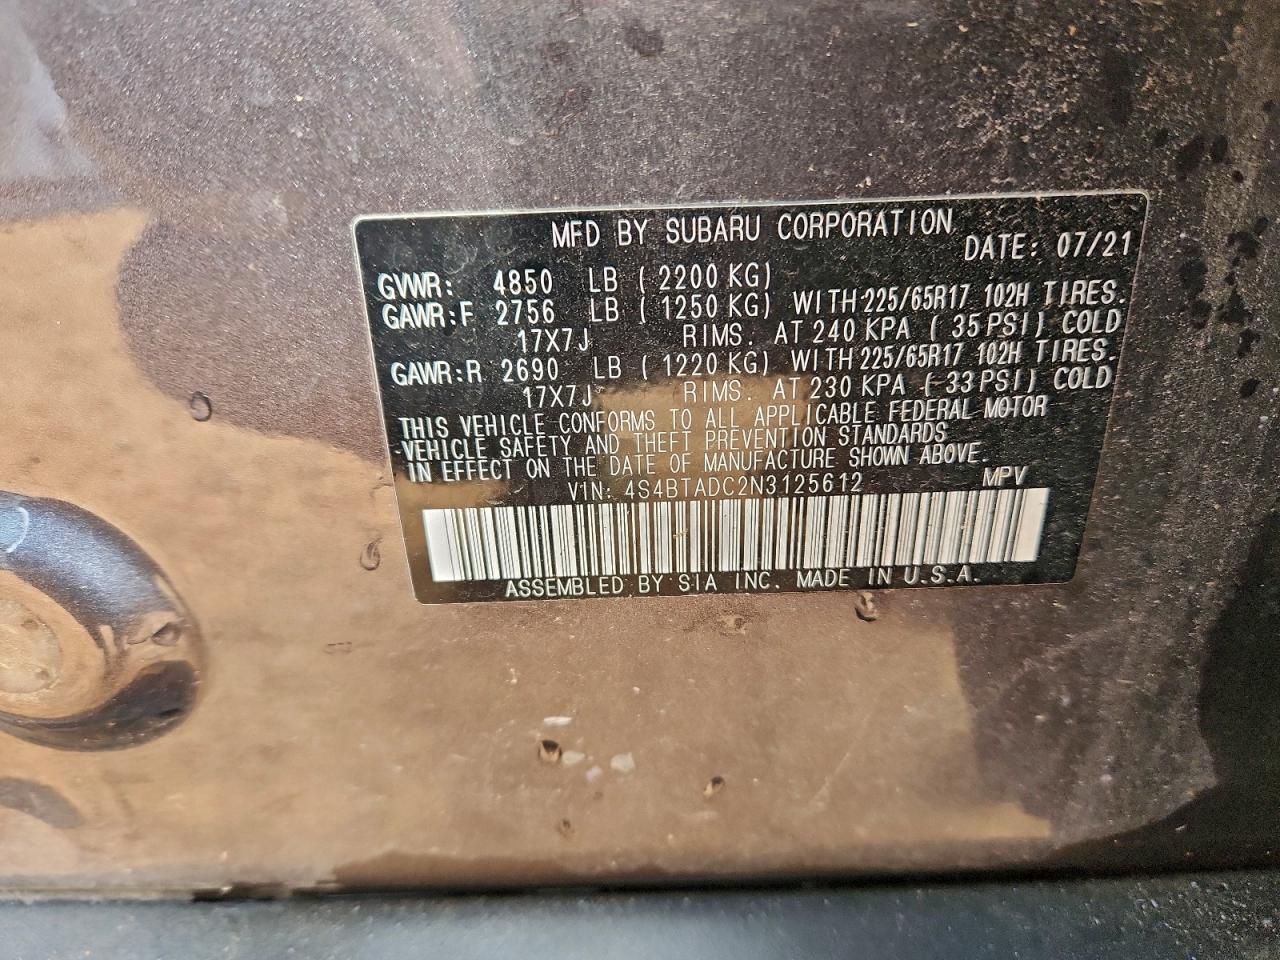 MFD BY SUBARU CORPORATION
DATE: 07/21
GVWR: 4850 LB ( 2200 KG)
GAWR:F 2756 LB ( 1250 KG) WITH 225/65R17 102H TIRES.
17X7J RIMS. AT 240 KPA ( 35 PSI) COLD
GAWR:R 2690 LB ( 1220 KG) WITH 225/65R17 102H TIRES.
17X7J RIMS. AT 230 KPA ( 33 PSI) COLD
THIS VEHICLE CONFORMS TO ALL APPLICABLE FEDERAL MOTOR
VEHICLE SAFETY AND THEFT PREVENTION STANDARDS
IN EFFECT ON THE DATE OF MANUFACTURE SHOWN ABOVE.
VIN: 4S4BTADC2N3125612 MPV
ASSEMBLED BY SIA INC. MADE IN U.S.A.